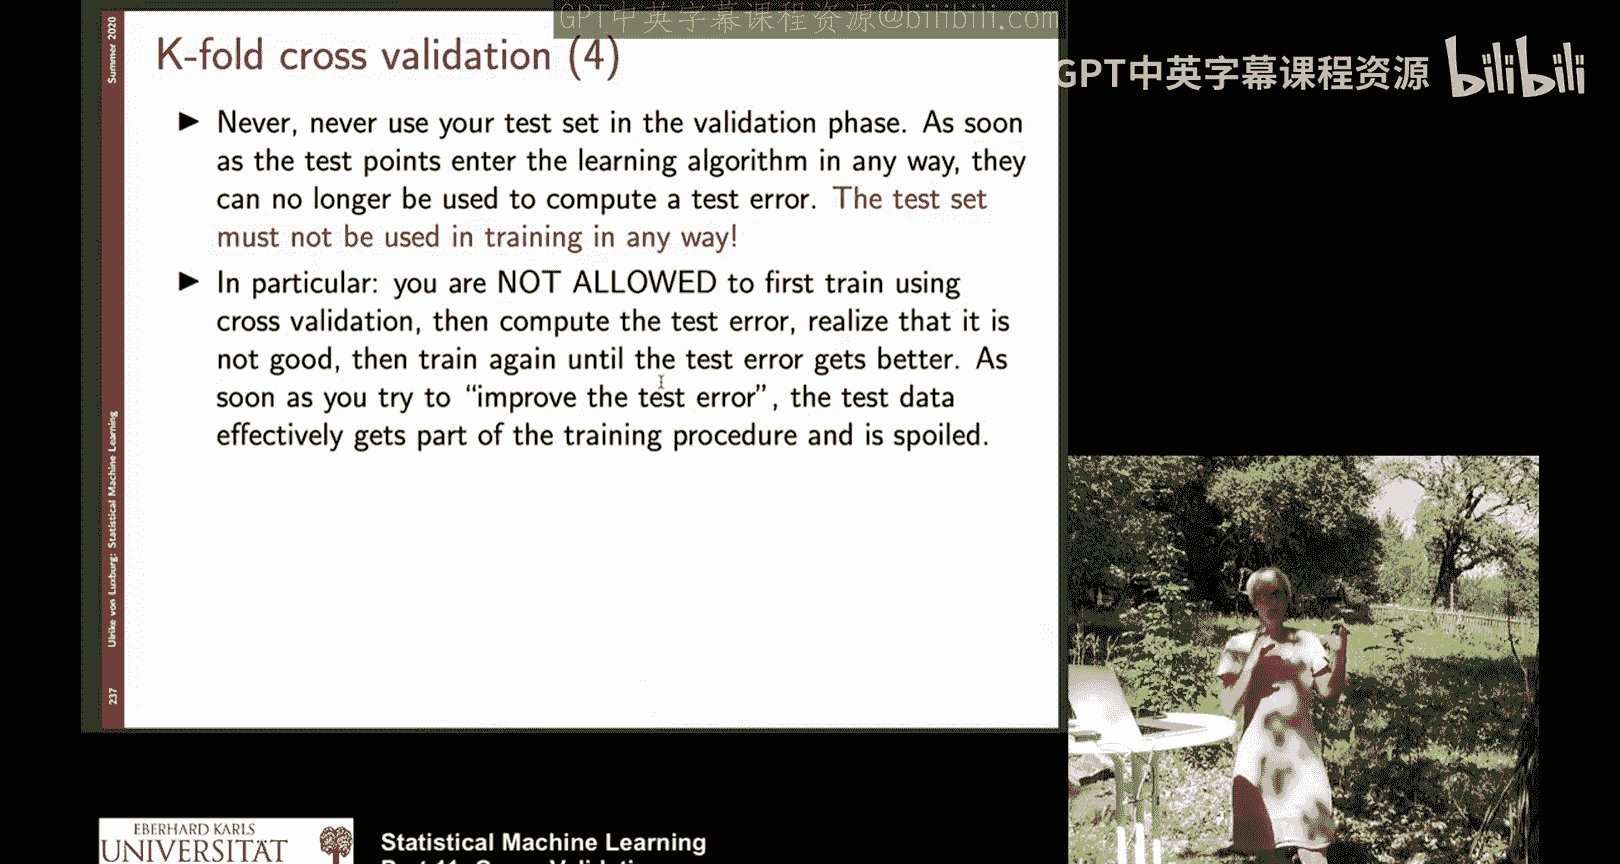 GPT中英字幕课程资源@bilibili.com
GPT中英字幕课程资源 bilibili
Summer 2020
K-fold cross validation (4)
▶ Never, never use your test set in the validation phase. As soon
as the test points enter the learning algorithm in any way, they
can no longer be used to compute a test error. The test set
must not be used in training in any way!
▶ In particular: you are NOT ALLOWED to first train using
cross validation, then compute the test error, realize that it is
not good, then train again until the test error gets better. As
soon as you try to “improve the test error”, the test data
effectively gets part of the training procedure and is spoiled.
Ulrike von Luxburg: Statistical Machine Learning
237
EBERHARD KARLS
UNIVERSITÄT
Statistical Machine Learning